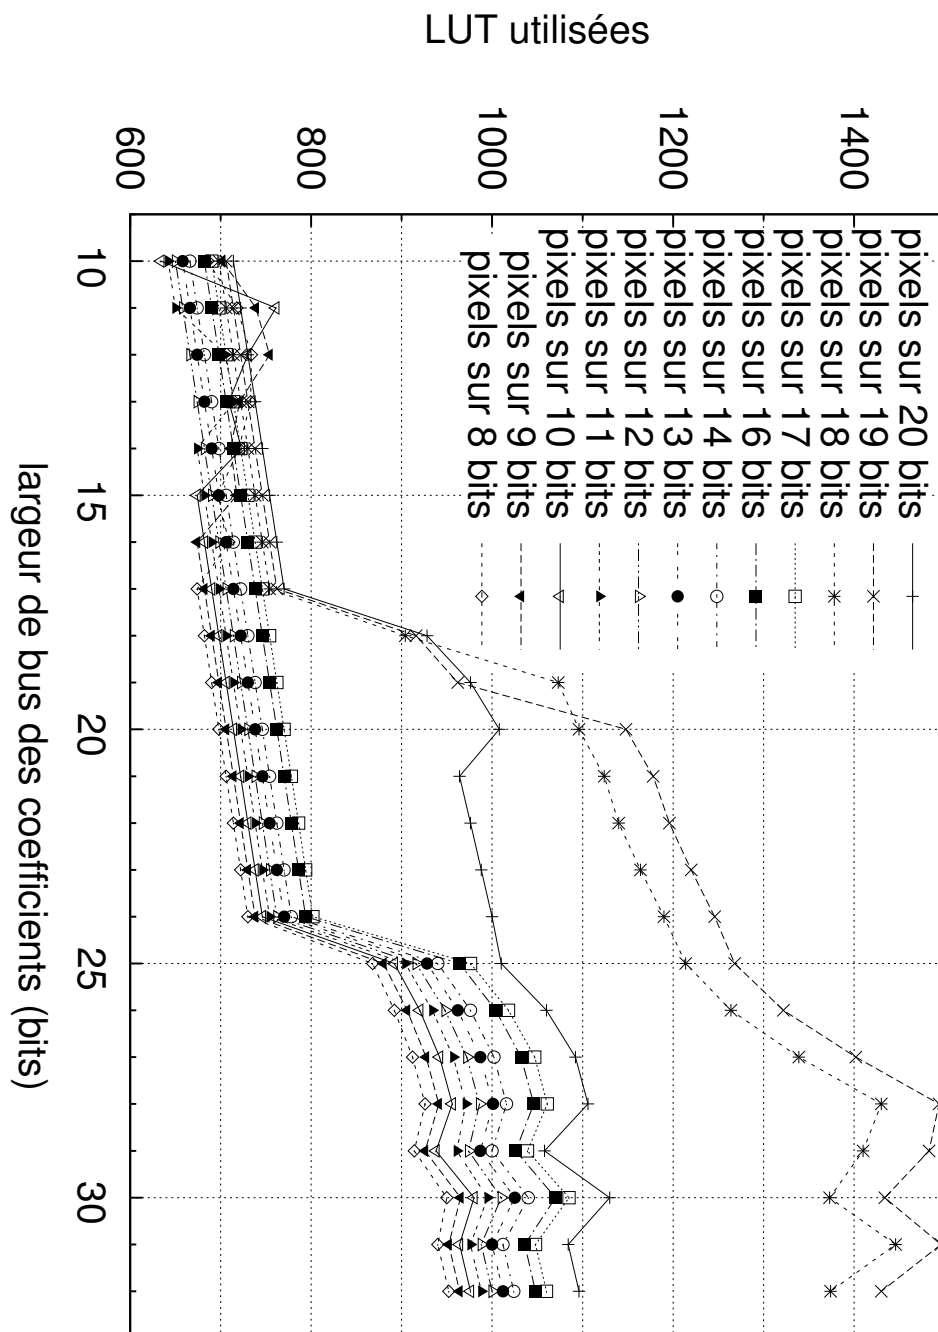 LUT utilisées
600
800
1000
1200
1400
10
15
20
25
30
largeur de bus des coefficients (bits)
pixels sur 20 bits
pixels sur 19 bits
pixels sur 18 bits
pixels sur 17 bits
pixels sur 16 bits
pixels sur 14 bits
pixels sur 13 bits
pixels sur 12 bits
pixels sur 11 bits
pixels sur 10 bits
pixels sur 9 bits
pixels sur 8 bits